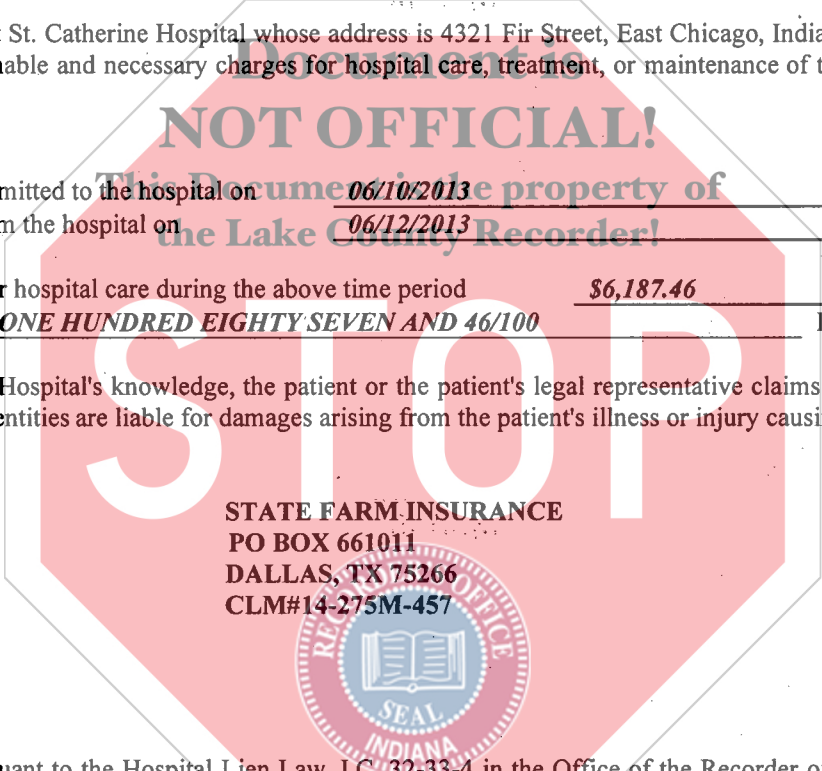 St. Catherine Hospital whose address is 4321 Fir Street, East Chicago, India
nable and necessary charges for hospital care, treatment, or maintenance of t
Document is
NOT OFFICIAL!
This Document is the property of
the Lake County Recorder!
mitted to the hospital on 06/10/2013
m the hospital on 06/12/2013
r hospital care during the above time period $6,187.46
ONE HUNDRED EIGHTY SEVEN AND 46/100
Hospital's knowledge, the patient or the patient's legal representative claims
entities are liable for damages arising from the patient's illness or injury causi
STOP
STATE FARM INSURANCE
PO BOX 661011
DALLAS, TX 75266
CLM#14-275M-457
RECORDER OFFICE
SEAL
INDIANA
uant to the Hospital Lien Law, I.C. 32-33-4 in the Office of the Recorder o